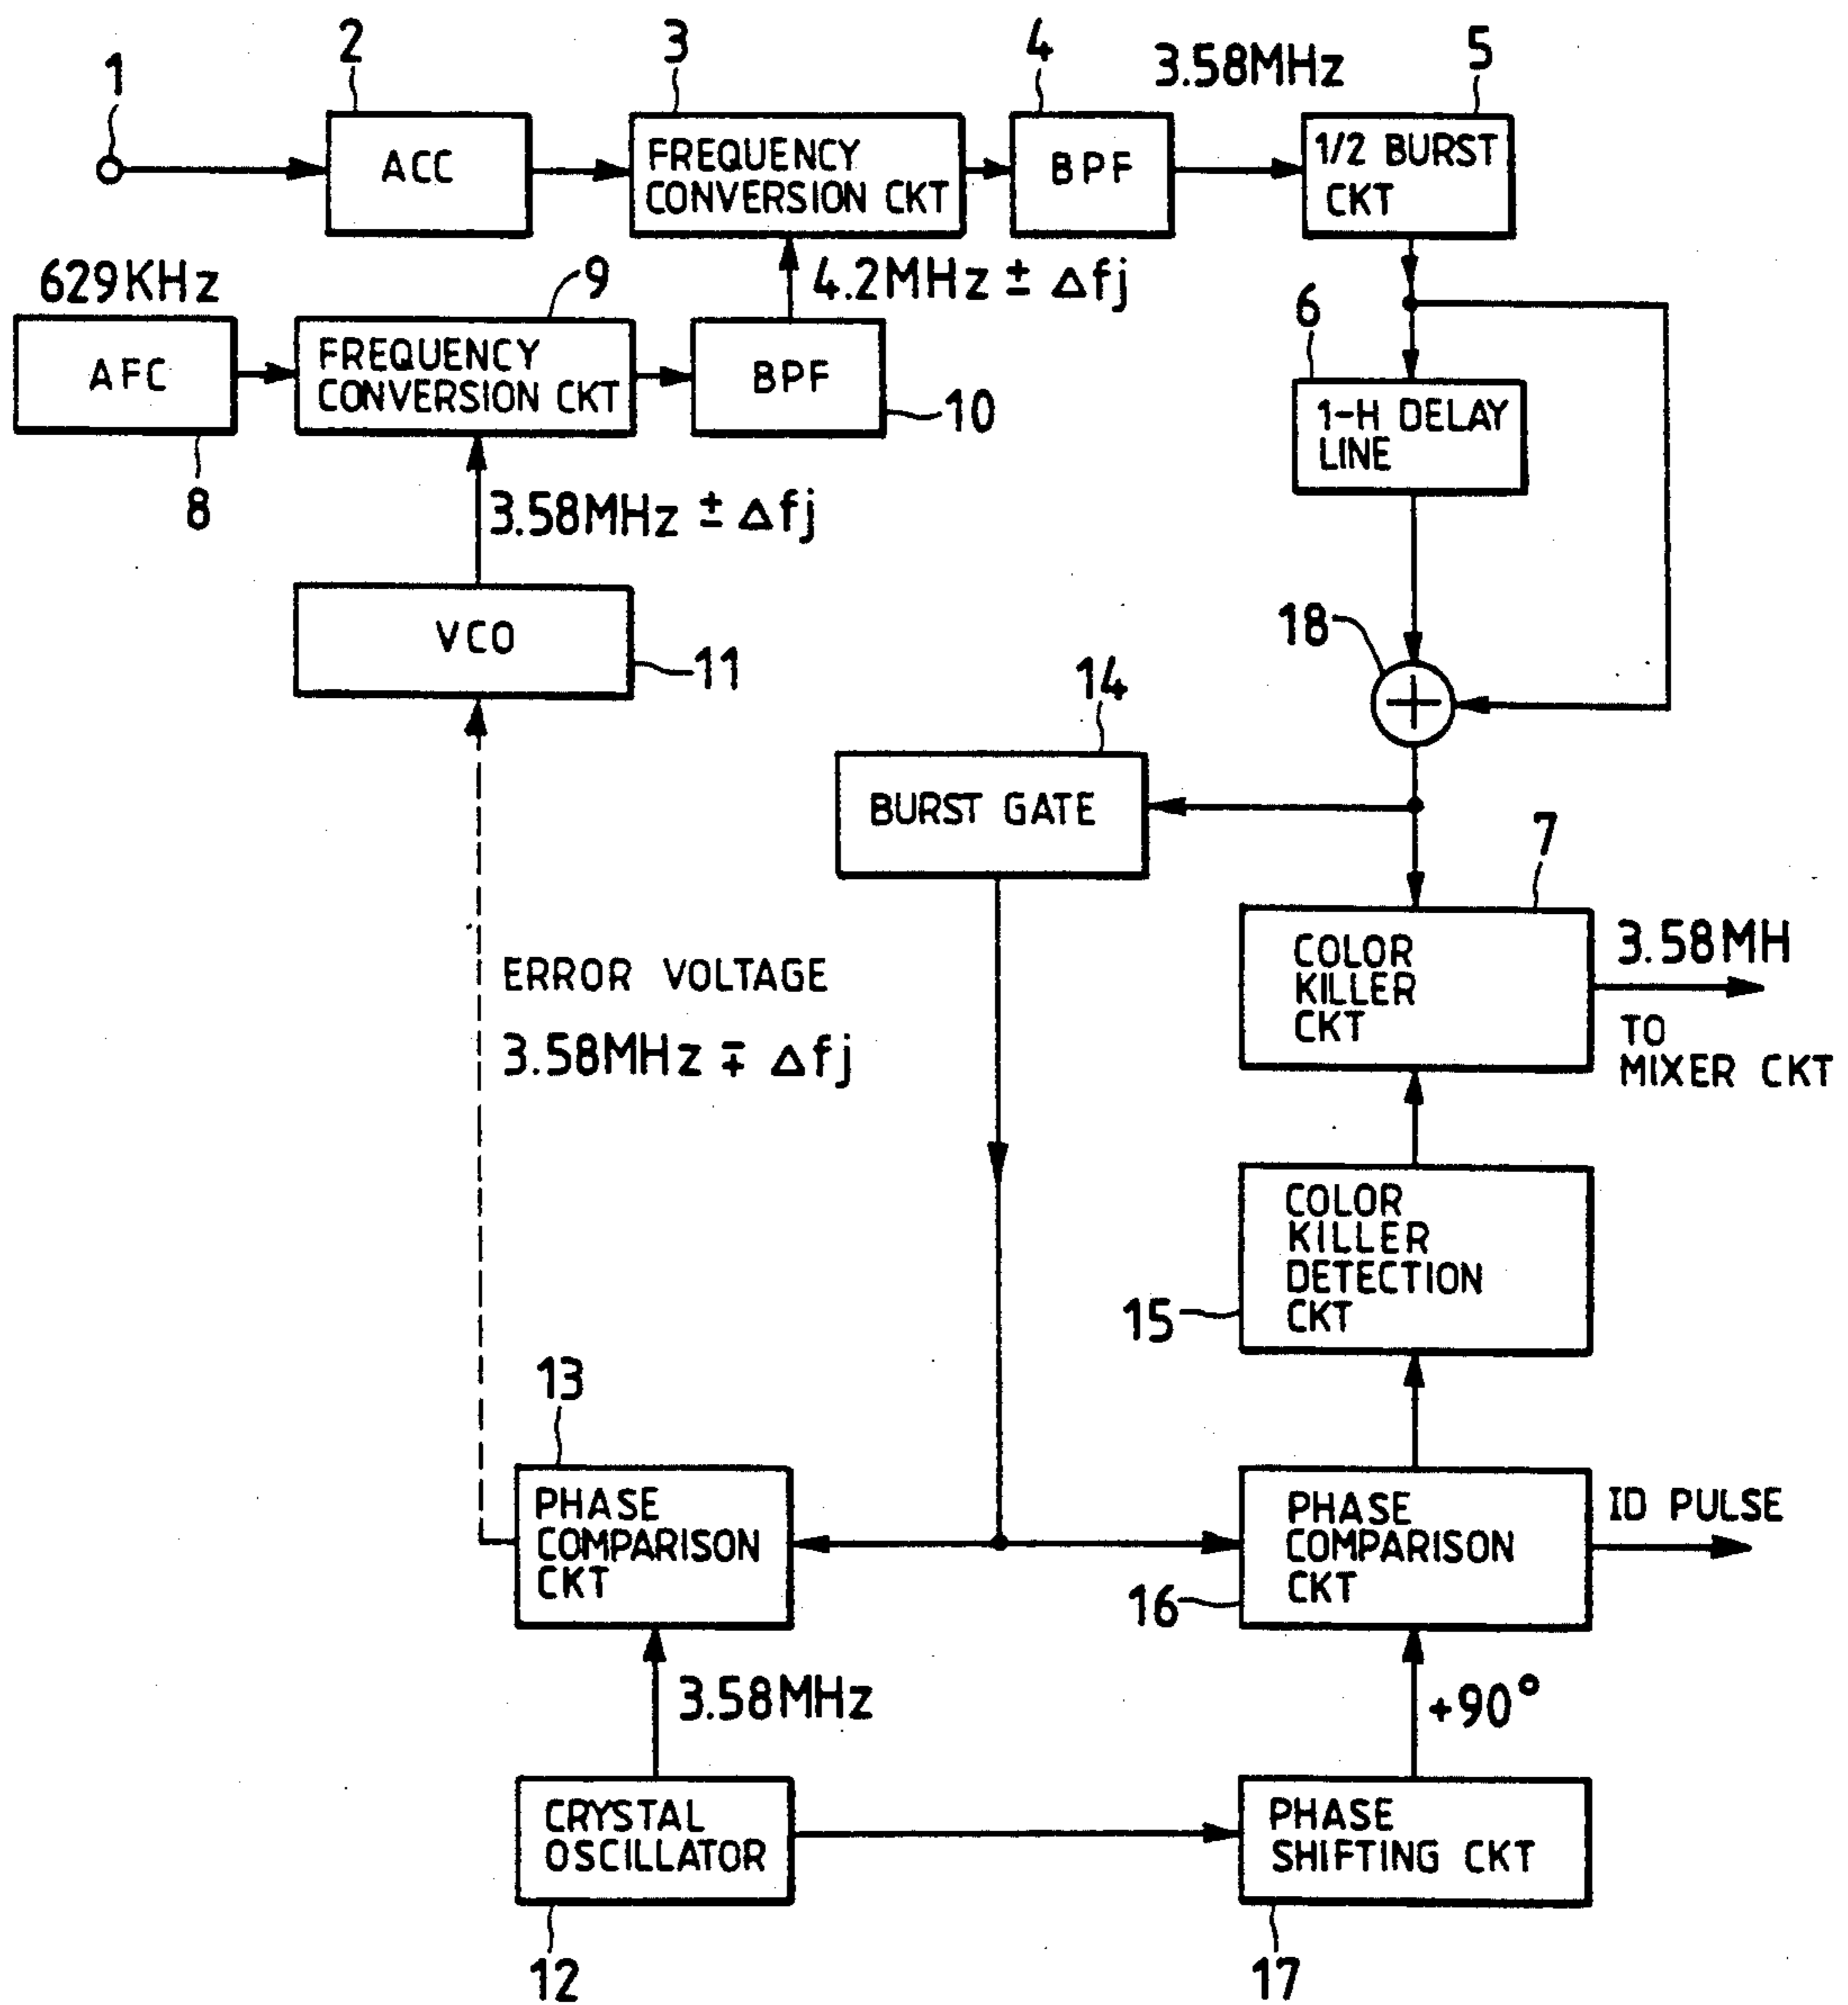 1
2
3
4
3.58MHz
5
ACC
FREQUENCY
CONVERSION CKT
BPF
1/2 BURST
CKT
629KHz
9
4.2MHz ± Δfj
6
AFC
FREQUENCY
CONVERSION CKT
BPF
10
1-H DELAY
LINE
8
3.58MHz ± Δfj
VCO
11
18
14
BURST GATE
7
ERROR VOLTAGE
3.58MHz ∓ Δfj
COLOR
KILLER
CKT
3.58MH
TO
MIXER CKT
COLOR
KILLER
DETECTION
CKT
15
13
PHASE
COMPARISON
CKT
PHASE
COMPARISON
CKT
16
ID PULSE
3.58MHz
+90°
CRYSTAL
OSCILLATOR
PHASE
SHIFTING CKT
12
17